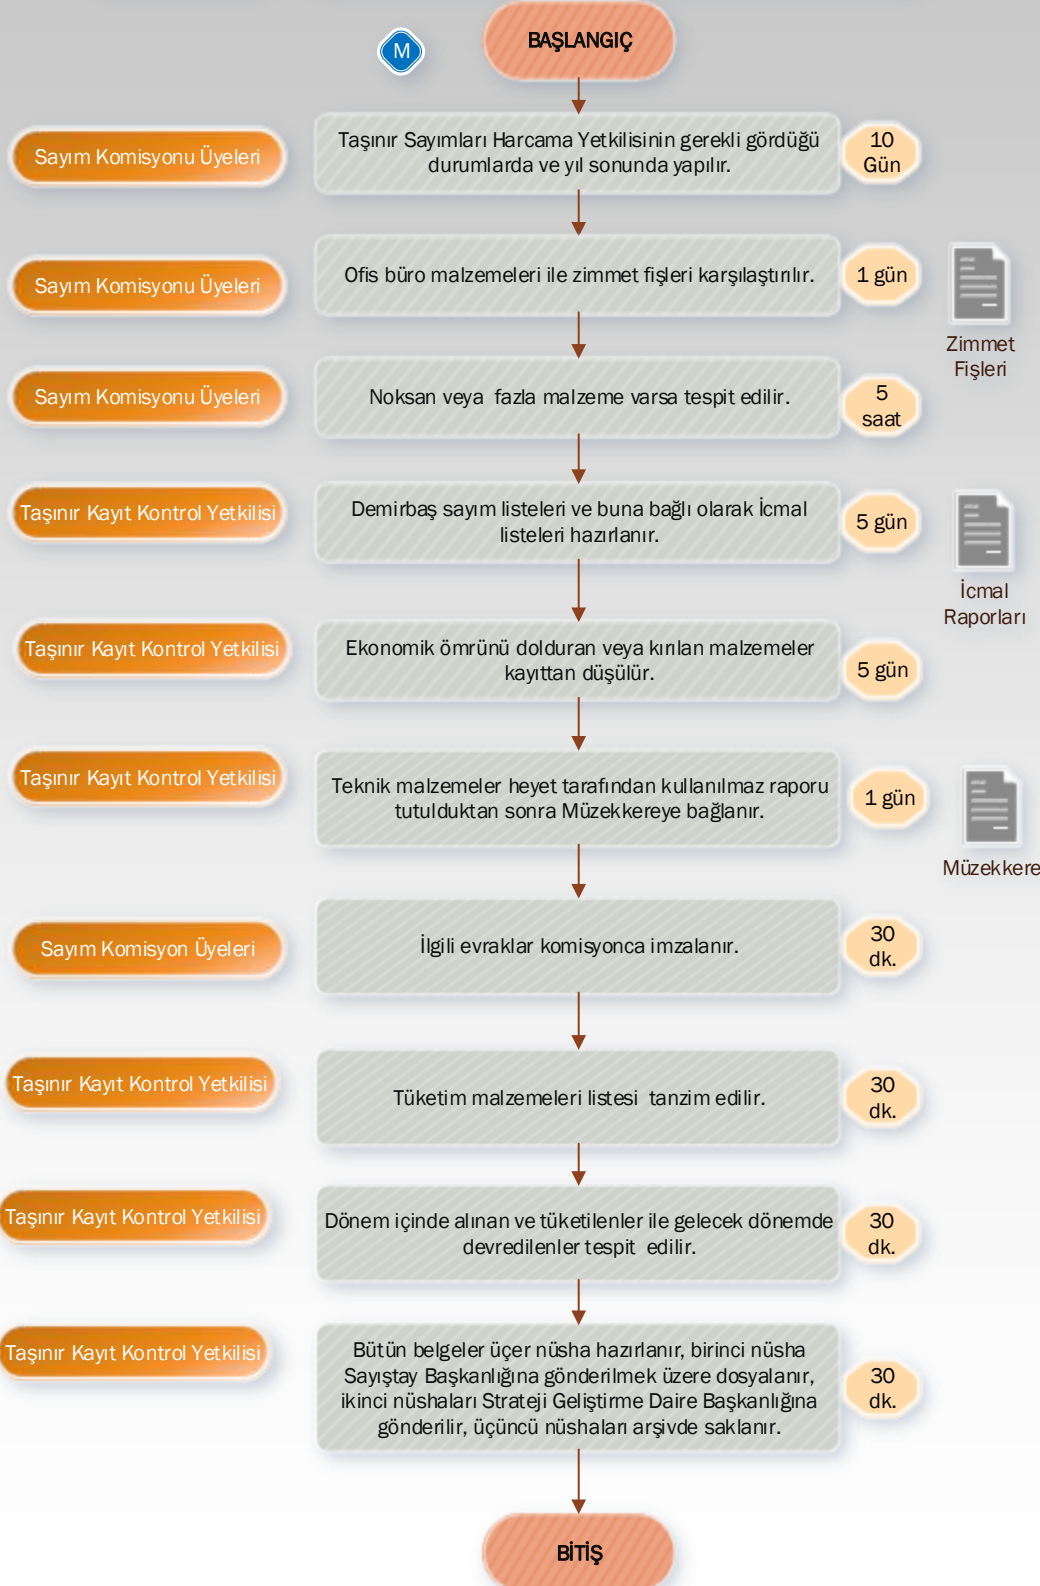 M
BAŞLANGIÇ
Sayım Komisyonu Üyeleri
Taşınır Sayımları Harcama Yetkilisinin gerekli gördüğü
durumlarda ve yıl sonunda yapılır.
10
Gün
Sayım Komisyonu Üyeleri
Ofis büro malzemeleri ile zimmet fişleri karşılaştırılır.
1 gün
Zimmet
Fişleri
Sayım Komisyonu Üyeleri
Noksan veya fazla malzeme varsa tespit edilir.
5
saat
Taşınır Kayıt Kontrol Yetkilisi
Demirbaş sayım listeleri ve buna bağlı olarak İcmal
listeleri hazırlanır.
5 gün
İcmal
Raporları
Taşınır Kayıt Kontrol Yetkilisi
Ekonomik ömrünü dolduran veya kırılan malzemeler
kayıttan düşülür.
5 gün
Taşınır Kayıt Kontrol Yetkilisi
Teknik malzemeler heyet tarafından kullanılmaz raporu
tutulduktan sonra Müzekkereye bağlanır.
1 gün
Müzekkere
Sayım Komisyon Üyeleri
İlgili evraklar komisyonca imzalanır.
30
dk.
Taşınır Kayıt Kontrol Yetkilisi
Tüketim malzemeleri listesi tanzim edilir.
30
dk.
Taşınır Kayıt Kontrol Yetkilisi
Dönem içinde alınan ve tüketilenler ile gelecek dönemde
devredilenler tespit edilir.
30
dk.
Taşınır Kayıt Kontrol Yetkilisi
Bütün belgeler üçer nüsha hazırlanır, birinci nüsha
Sayıştay Başkanlığına gönderilmek üzere dosyalanır,
ikinci nüshaları Strateji Geliştirme Daire Başkanlığına
gönderilir, üçüncü nüshaları arşivde saklanır.
30
dk.
BİTİŞ